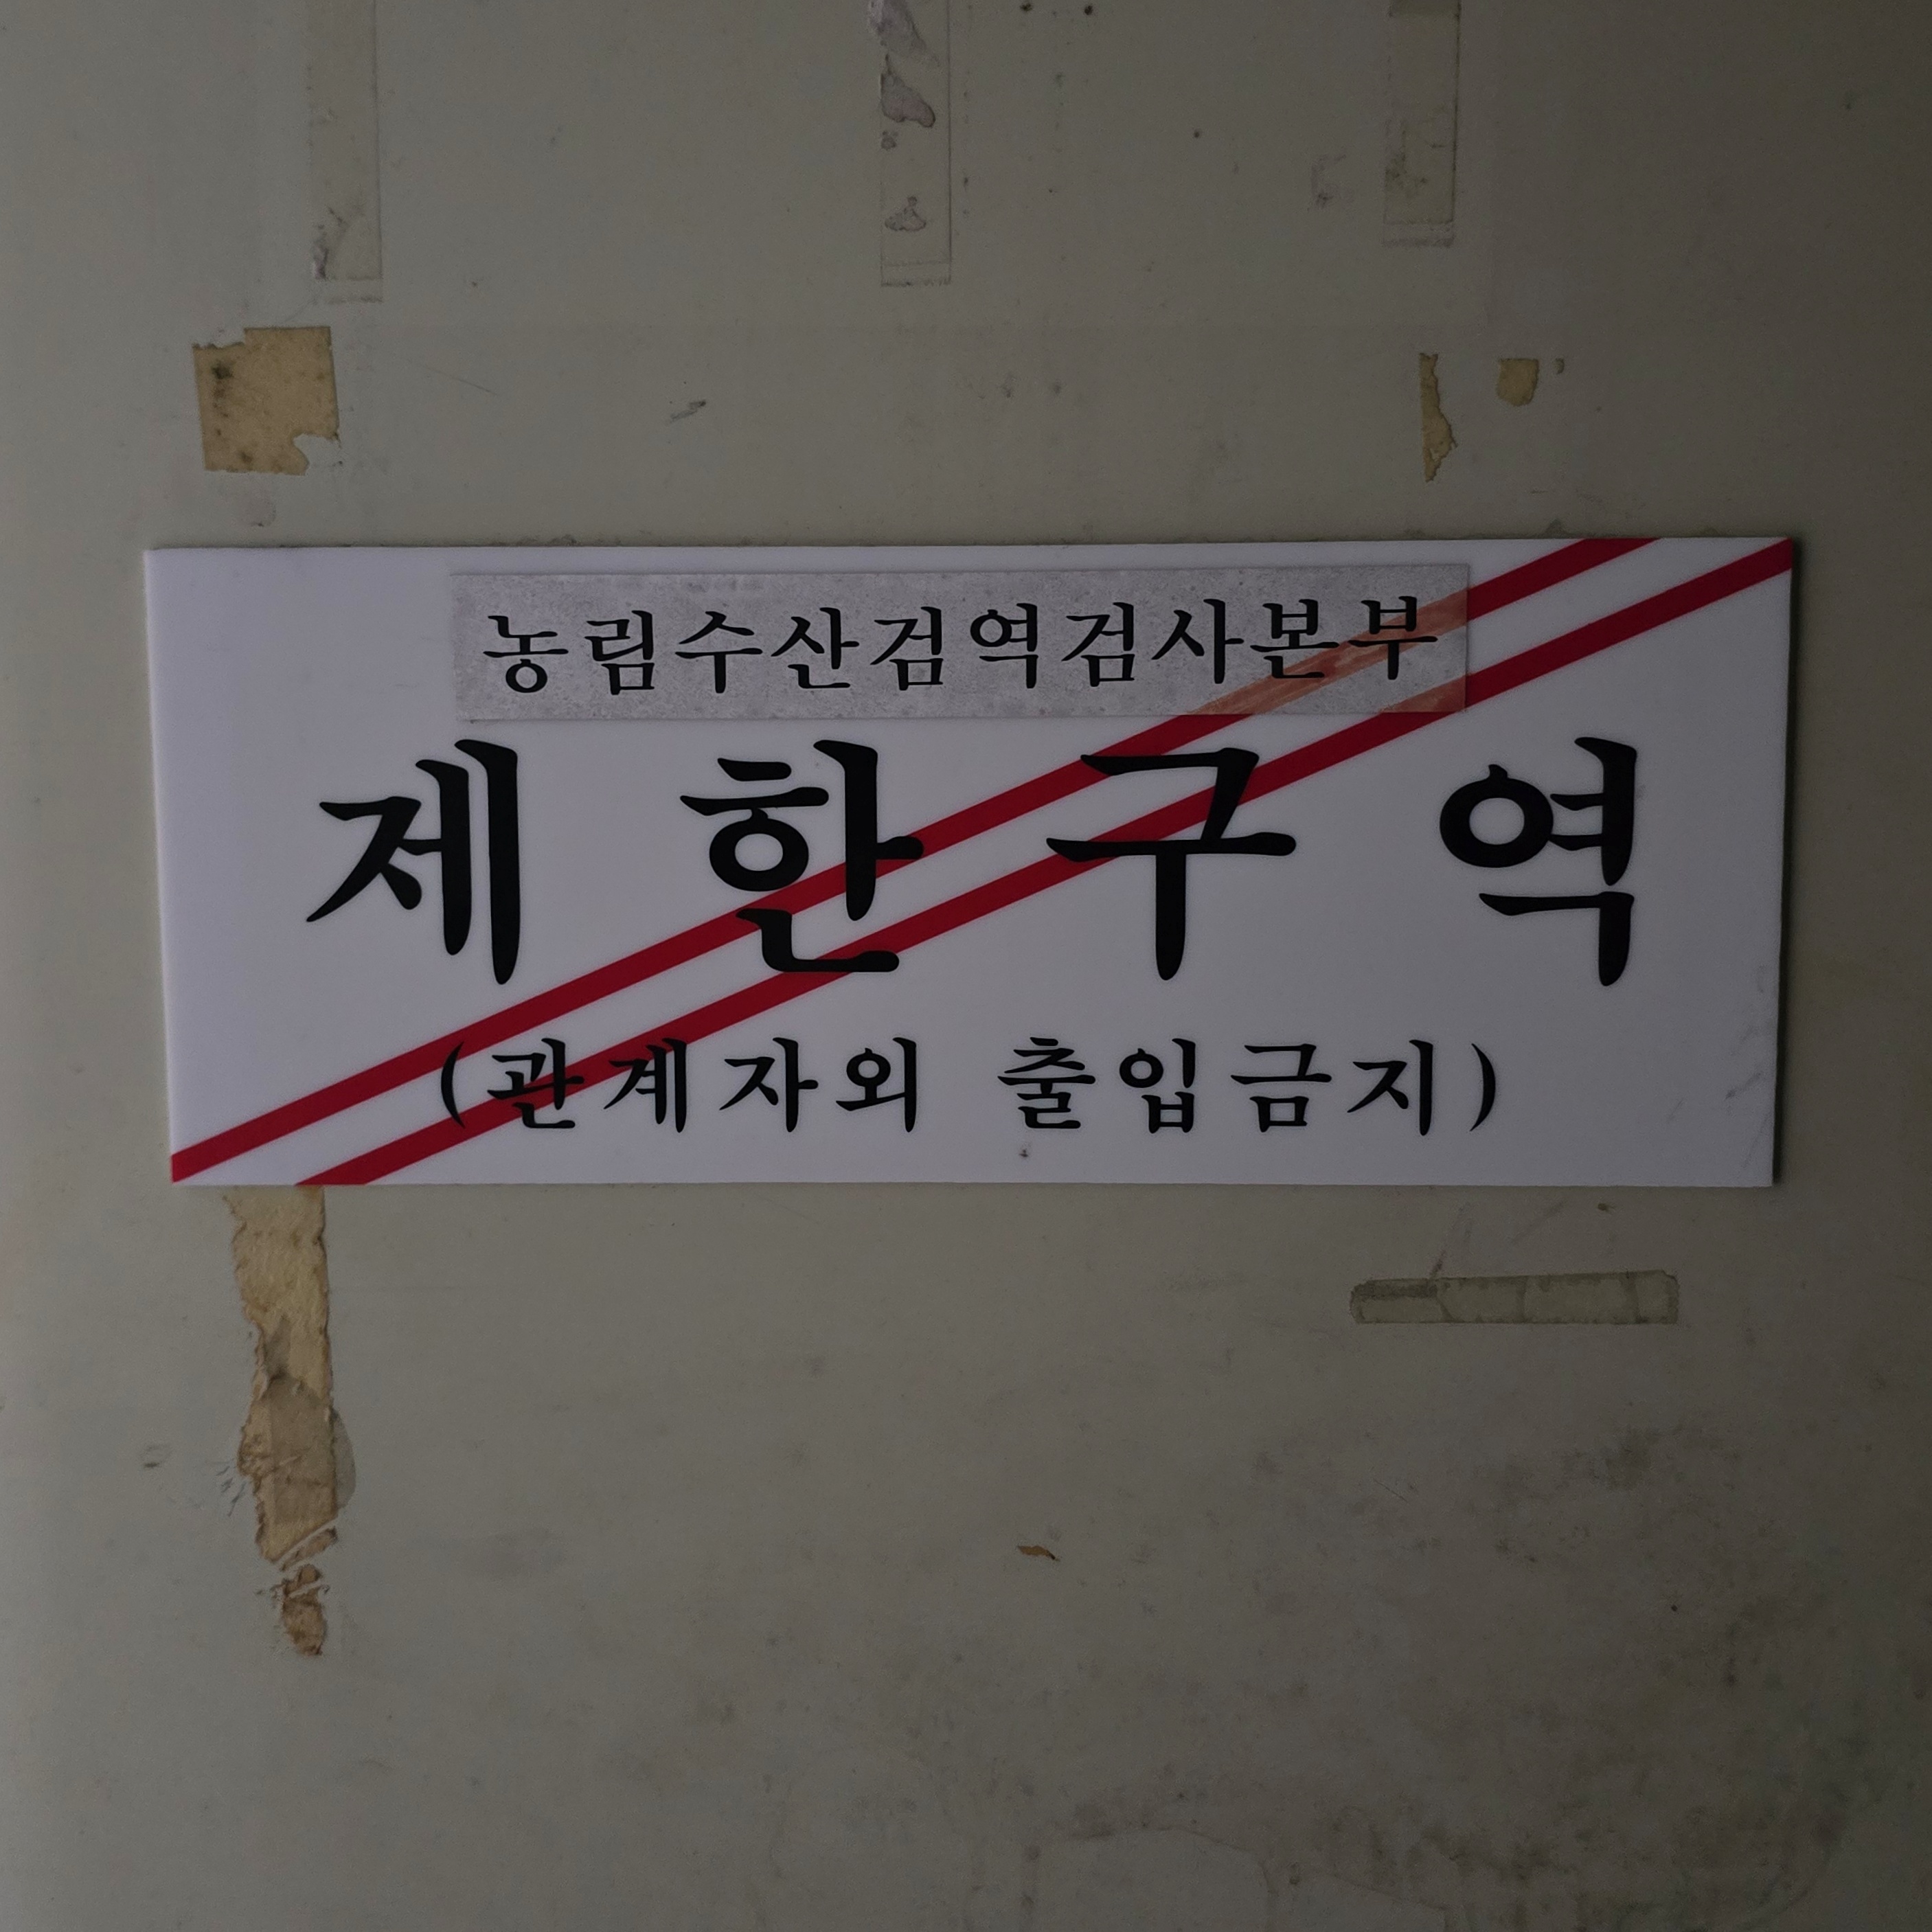 농림수산검역검사본부
제한구역
(관계자외 출입금지)